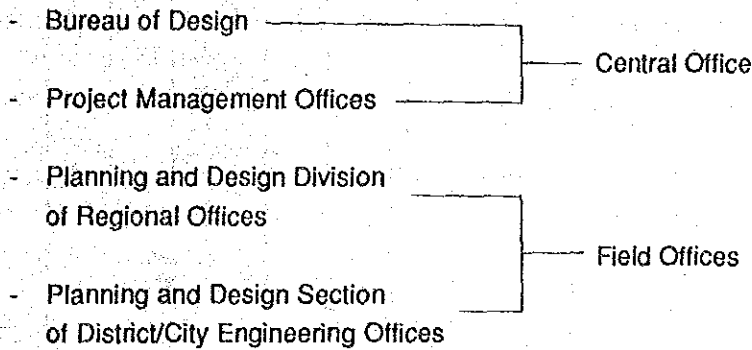 - Bureau of Design
Central Office
- Project Management Offices
- Planning and Design Division
of Regional Offices
Field Offices
- Planning and Design Section
of District/City Engineering Offices